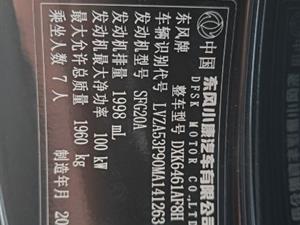 中国 东风小康汽车有限公司
DFSK MOTOR CO.,LTD
东风牌 整车型号 DXK6461AF8H
车辆识别代号 LVZA53P90MA141263
发动机型号 SFG20A
发动机排量 1998 mL
发动机最大净功率 100 kW
最大允许总质量 1960 kg
乘坐人数 7 人 制造年月 20